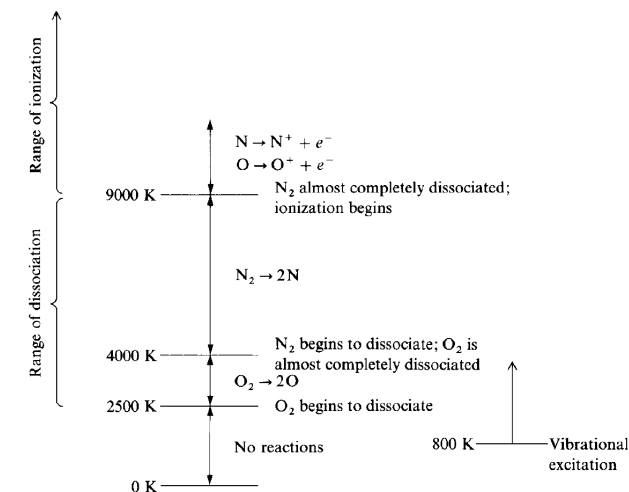 Range of ionization
N → N⁺ + e⁻
O → O⁺ + e⁻
9000 K
N₂ almost completely dissociated;
ionization begins
Range of dissociation
N₂ → 2N
4000 K
N₂ begins to dissociate; O₂ is
almost completely dissociated
O₂ → 2O
2500 K
O₂ begins to dissociate
No reactions
800 K
Vibrational
excitation
0 K